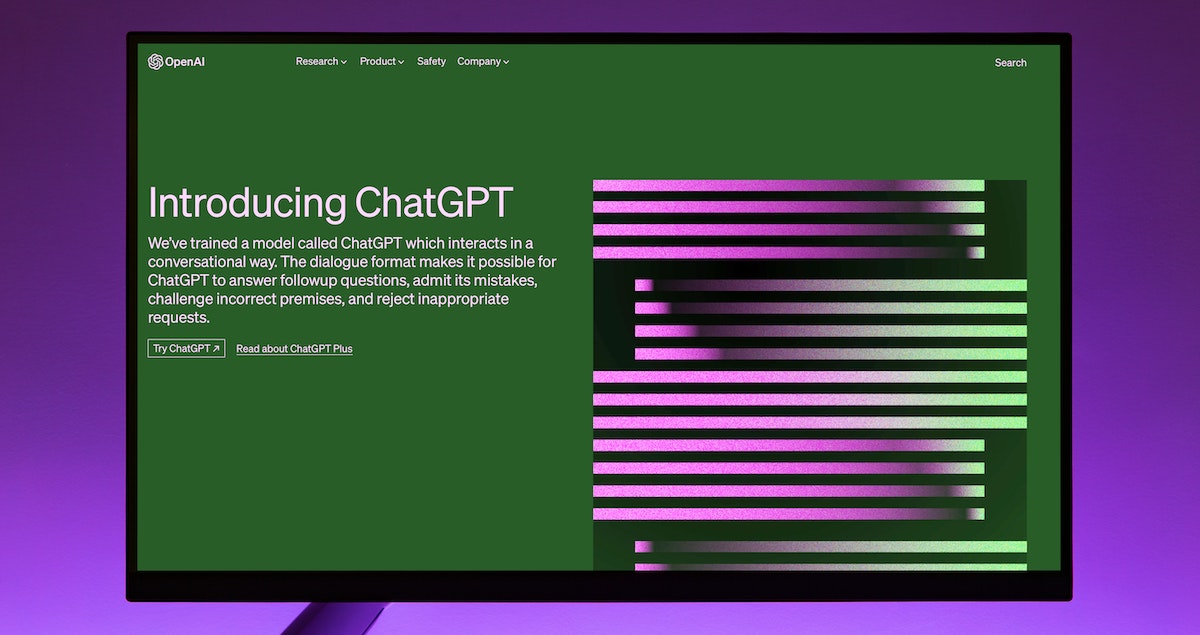 OpenAI
Research
Product
Safety
Company
Search
Introducing ChatGPT
We've trained a model called ChatGPT which interacts in a
conversational way. The dialogue format makes it possible for
ChatGPT to answer followup questions, admit its mistakes,
challenge incorrect premises, and reject inappropriate
requests.
Try ChatGPT ↗
Read about ChatGPT Plus